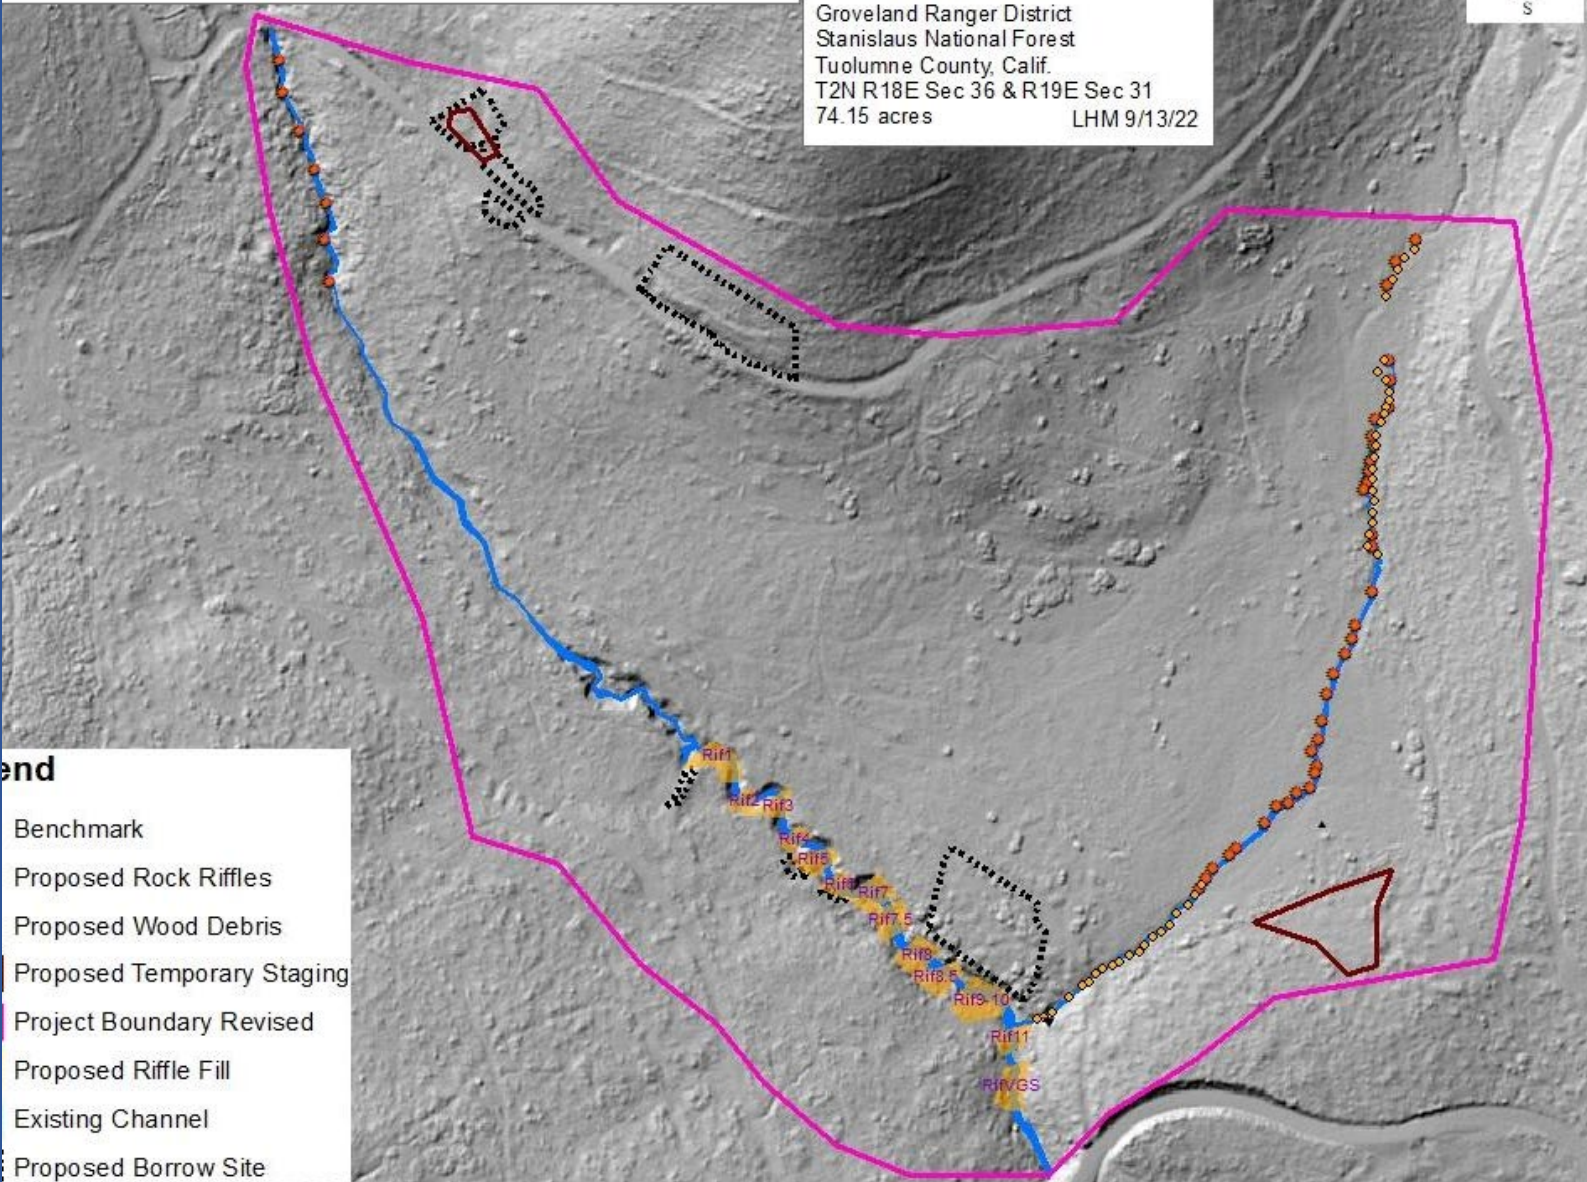 Groveland Ranger District
Stanislaus National Forest
Tuolumne County, Calif.
T2N R18E Sec 36 & R19E Sec 31
74.15 acres LHM 9/13/22
S
Rif1
Rif2 Rif3
Rif4
Rif5
Rif6 Rif7
Rif7.5
Rif8
Rif8.5
Rif9-10
Rif11
RifVGS
end
Benchmark
Proposed Rock Riffles
Proposed Wood Debris
Proposed Temporary Staging
Project Boundary Revised
Proposed Riffle Fill
Existing Channel
Proposed Borrow Site